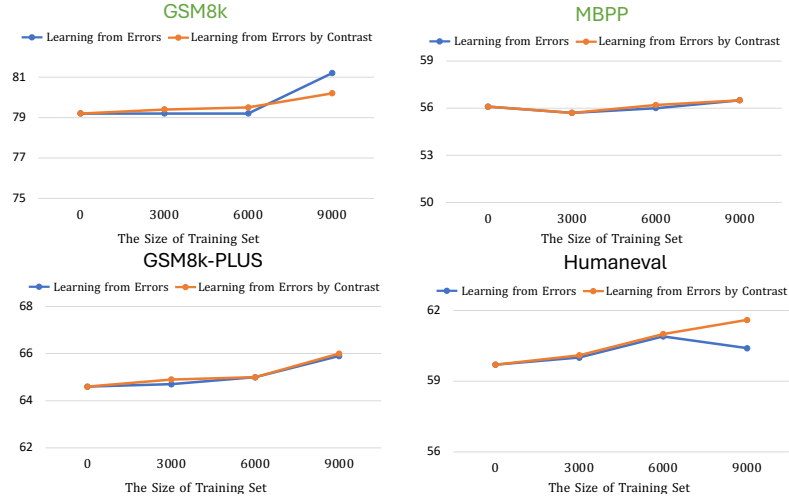 GSM8k
Learning from Errors Learning from Errors by Contrast
81
79
77
75
0 3000 6000 9000
The Size of Training Set
MBPP
Learning from Errors Learning from Errors by Contrast
59
56
53
50
0 3000 6000 9000
The Size of Training Set
GSM8k-PLUS
Learning from Errors Learning from Errors by Contrast
68
66
64
62
0 3000 6000 9000
The Size of Training Set
Humaneval
Learning from Errors Learning from Errors by Contrast
62
59
56
0 3000 6000 9000
The Size of Training Set